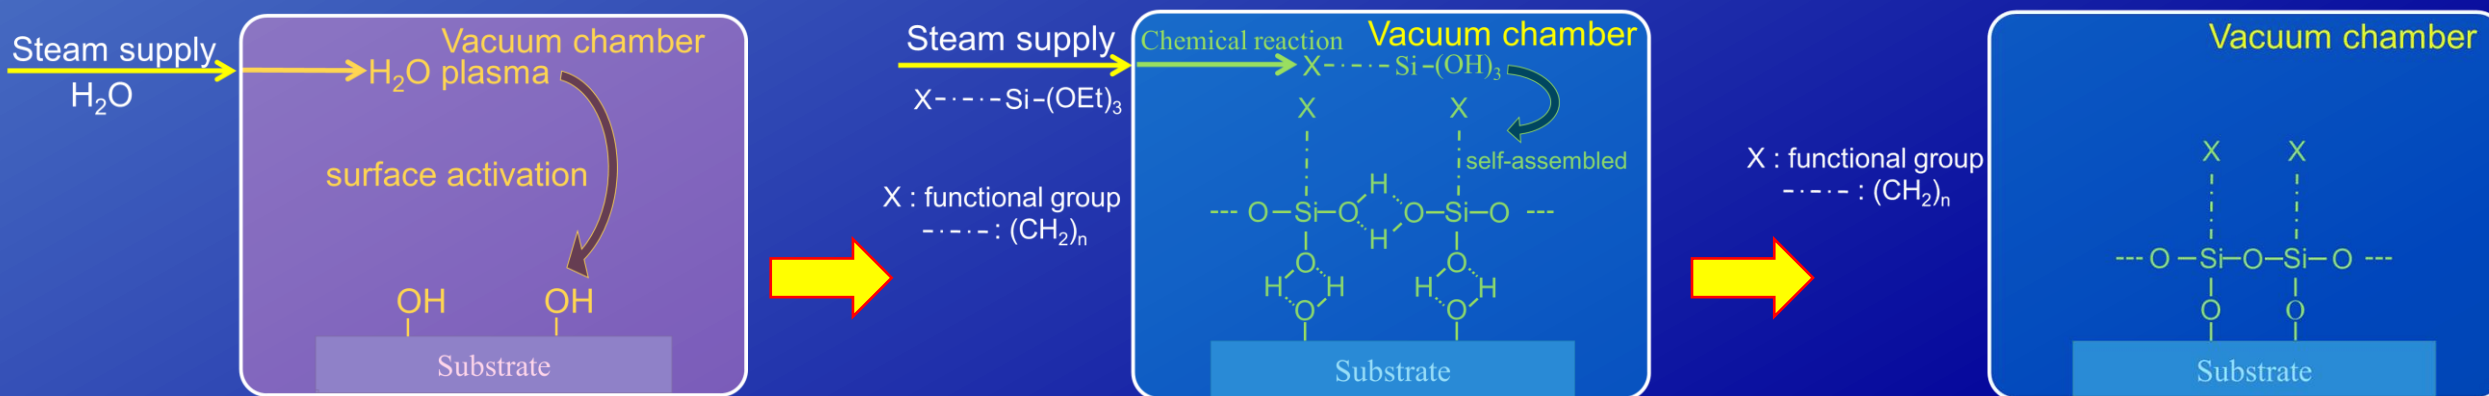 Steam supply
H₂O
Vacuum chamber
H₂O plasma
surface activation
OH OH
Substrate
Steam supply
X-·-·-Si-(OEt)₃
X : functional group
-·-·- : (CH₂)ₙ
Chemical reaction
Vacuum chamber
X-·-·-Si-(OH)₃
X X
self-assembled
H
--- O-Si-O O-Si-O ---
H
O O
H H H H
O O
Substrate
X : functional group
-·-·- : (CH₂)ₙ
Vacuum chamber
X X
--- O-Si-O-Si-O ---
O O
Substrate